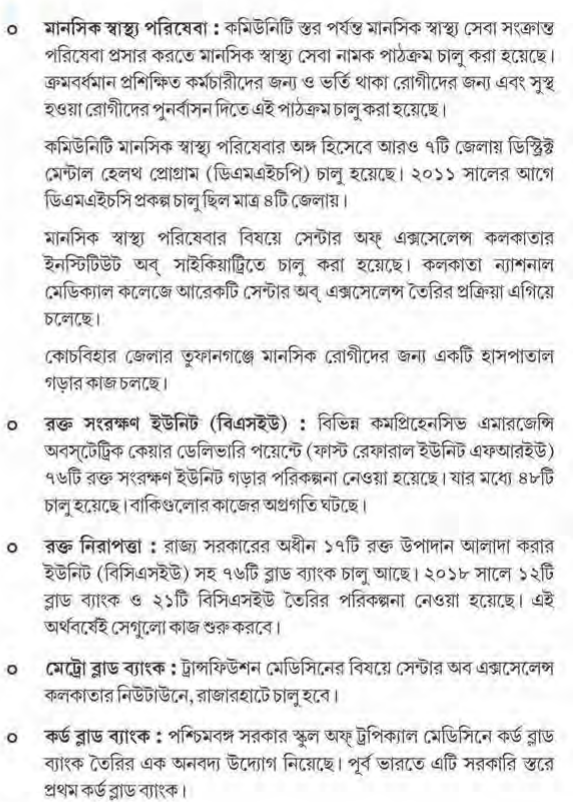 o মানসিক স্বাস্থ্য পরিষেবা : কমিউনিটি স্তর পর্যন্ত মানসিক স্বাস্থ্য সেবা সংক্রান্ত
পরিষেবা প্রসার করতে মানসিক স্বাস্থ্য সেবা নামক পাঠক্রম চালু করা হয়েছে।
ক্রমবর্ধমান প্রশিক্ষিত কর্মচারীদের জন্য ও ভর্তি থাকা রোগীদের জন্য এবং সুস্থ
হওয়া রোগীদের পুনর্বাসন দিতে এই পাঠক্রম চালু করা হয়েছে।
কমিউনিটি মানসিক স্বাস্থ্য পরিষেবার অঙ্গ হিসেবে আরও ৭টি জেলায় ডিস্ট্রিক্ট
মেন্টাল হেলথ প্রোগ্রাম (ডিএমএইচপি) চালু হয়েছে। ২০১১ সালের আগে
ডিএমএইচসি প্রকল্প চালু ছিল মাত্র ৪টি জেলায়।
মানসিক স্বাস্থ্য পরিষেবার বিষয়ে সেন্টার অফ্ এক্সসেলেন্স কলকাতার
ইনস্টিটিউট অব্ সাইকিয়াট্রিতে চালু করা হয়েছে। কলকাতা ন্যাশনাল
মেডিক্যাল কলেজে আরেকটি সেন্টার অব্ এক্সসেলেন্স তৈরির প্রক্রিয়া এগিয়ে
চলেছে।
কোচবিহার জেলার তুফানগঞ্জে মানসিক রোগীদের জন্য একটি হাসপাতাল
গড়ার কাজ চলছে।
o রক্ত সংরক্ষণ ইউনিট (বিএসইউ) : বিভিন্ন কমপ্রিহেনসিভ এমারজেন্সি
অবস্টেট্রিক কেয়ার ডেলিভারি পয়েন্টে (ফাস্ট রেফারাল ইউনিট এফআরইউ)
৭৬টি রক্ত সংরক্ষণ ইউনিট গড়ার পরিকল্পনা নেওয়া হয়েছে। যার মধ্যে ৪৮টি
চালু হয়েছে। বাকিগুলোর কাজের অগ্রগতি ঘটছে।
o রক্ত নিরাপত্তা : রাজ্য সরকারের অধীন ১৭টি রক্ত উপাদান আলাদা করার
ইউনিট (বিসিএসইউ) সহ ৭৬টি ব্লাড ব্যাংক চালু আছে। ২০১৮ সালে ১২টি
ব্লাড ব্যাংক ও ২১টি বিসিএসইউ তৈরির পরিকল্পনা নেওয়া হয়েছে। এই
অর্থবর্ষেই সেগুলো কাজ শুরু করবে।
o মেট্রো ব্লাড ব্যাংক : ট্রান্সফিউশন মেডিসিনের বিষয়ে সেন্টার অব এক্সসেলেন্স
কলকাতার নিউটাউনে, রাজারহাটে চালু হবে।
o কর্ড ব্লাড ব্যাংক : পশ্চিমবঙ্গ সরকার স্কুল অফ্ ট্রপিক্যাল মেডিসিনে কর্ড ব্লাড
ব্যাংক তৈরির এক অনবদ্য উদ্যোগ নিয়েছে। পূর্ব ভারতে এটি সরকারি স্তরে
প্রথম কর্ড ব্লাড ব্যাংক।